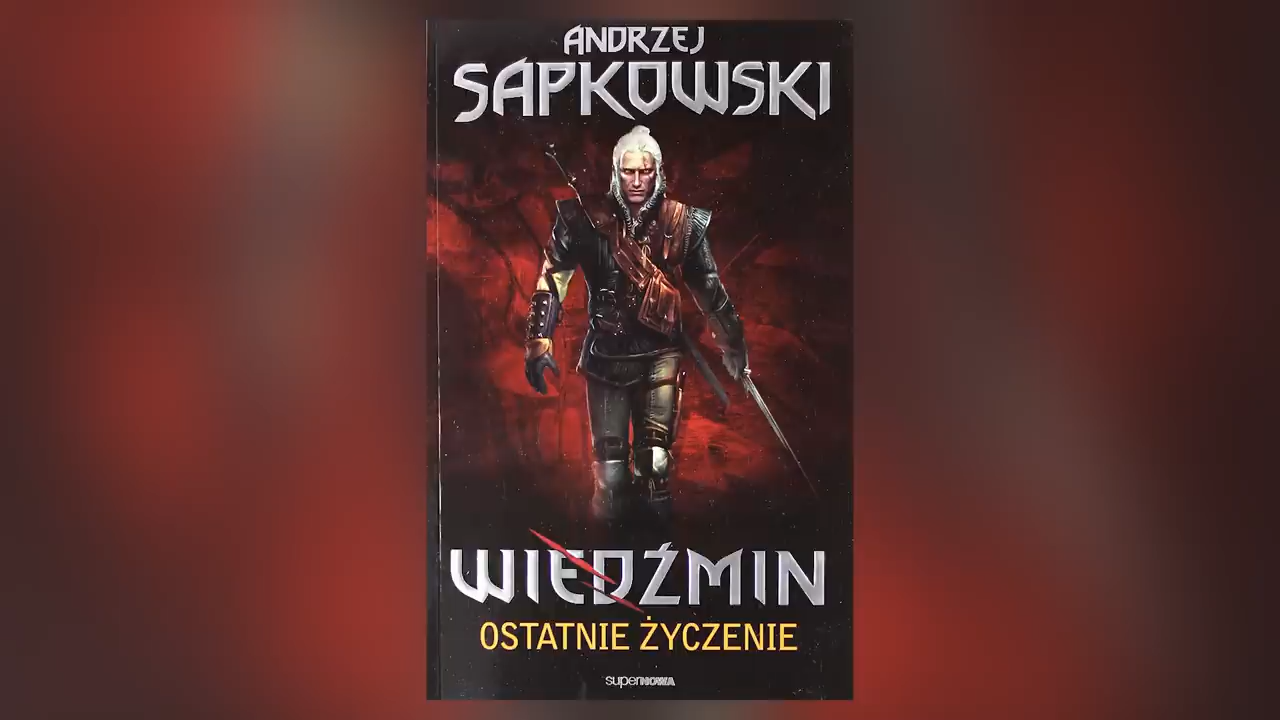 ANDRZEJ
SAPKOWSKI
WIEDŹMIN
OSTATNIE ŻYCZENIE
superNOWA